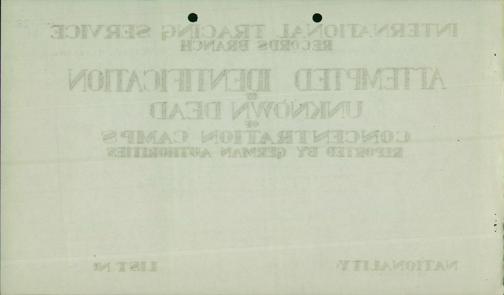 INTERNATIONAL TRACING SERVICE
RECORDS BRANCH
ATTEMPTED IDENTIFICATION
OF
UNKNOWN DEAD
OF
CONCENTRATION CAMPS
REPORTED BY GERMAN AUTHORITIES
NATIONALITY: LIST Nº